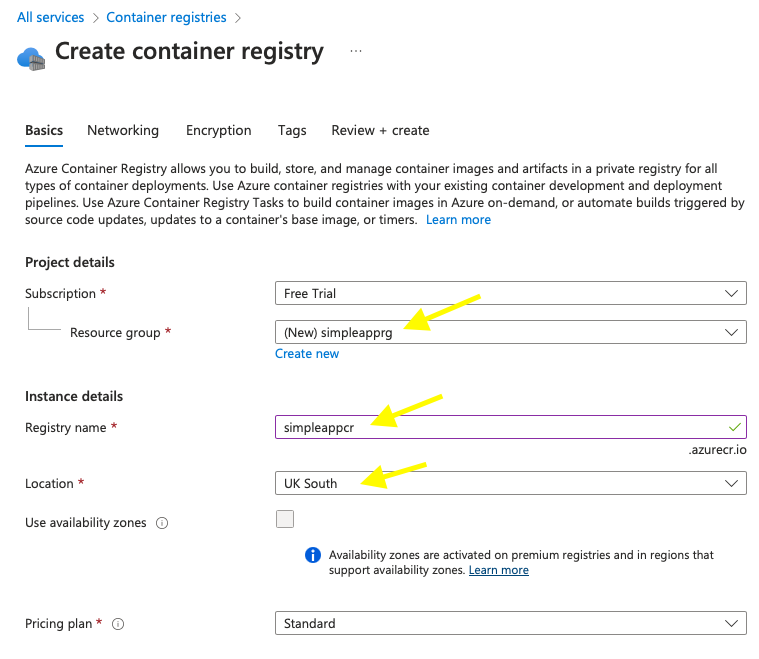 All services > Container registries >
Create container registry ...
Basics Networking Encryption Tags Review + create
Azure Container Registry allows you to build, store, and manage container images and artifacts in a private registry for all
types of container deployments. Use Azure container registries with your existing container development and deployment
pipelines. Use Azure Container Registry Tasks to build container images in Azure on-demand, or automate builds triggered by
source code updates, updates to a container's base image, or timers. Learn more
Project details
Subscription * Free Trial
Resource group * (New) simpleapprg
Create new
Instance details
Registry name * simpleappcr
.azurecr.io
Location * UK South
Use availability zones
Availability zones are activated on premium registries and in regions that
support availability zones. Learn more
Pricing plan * Standard